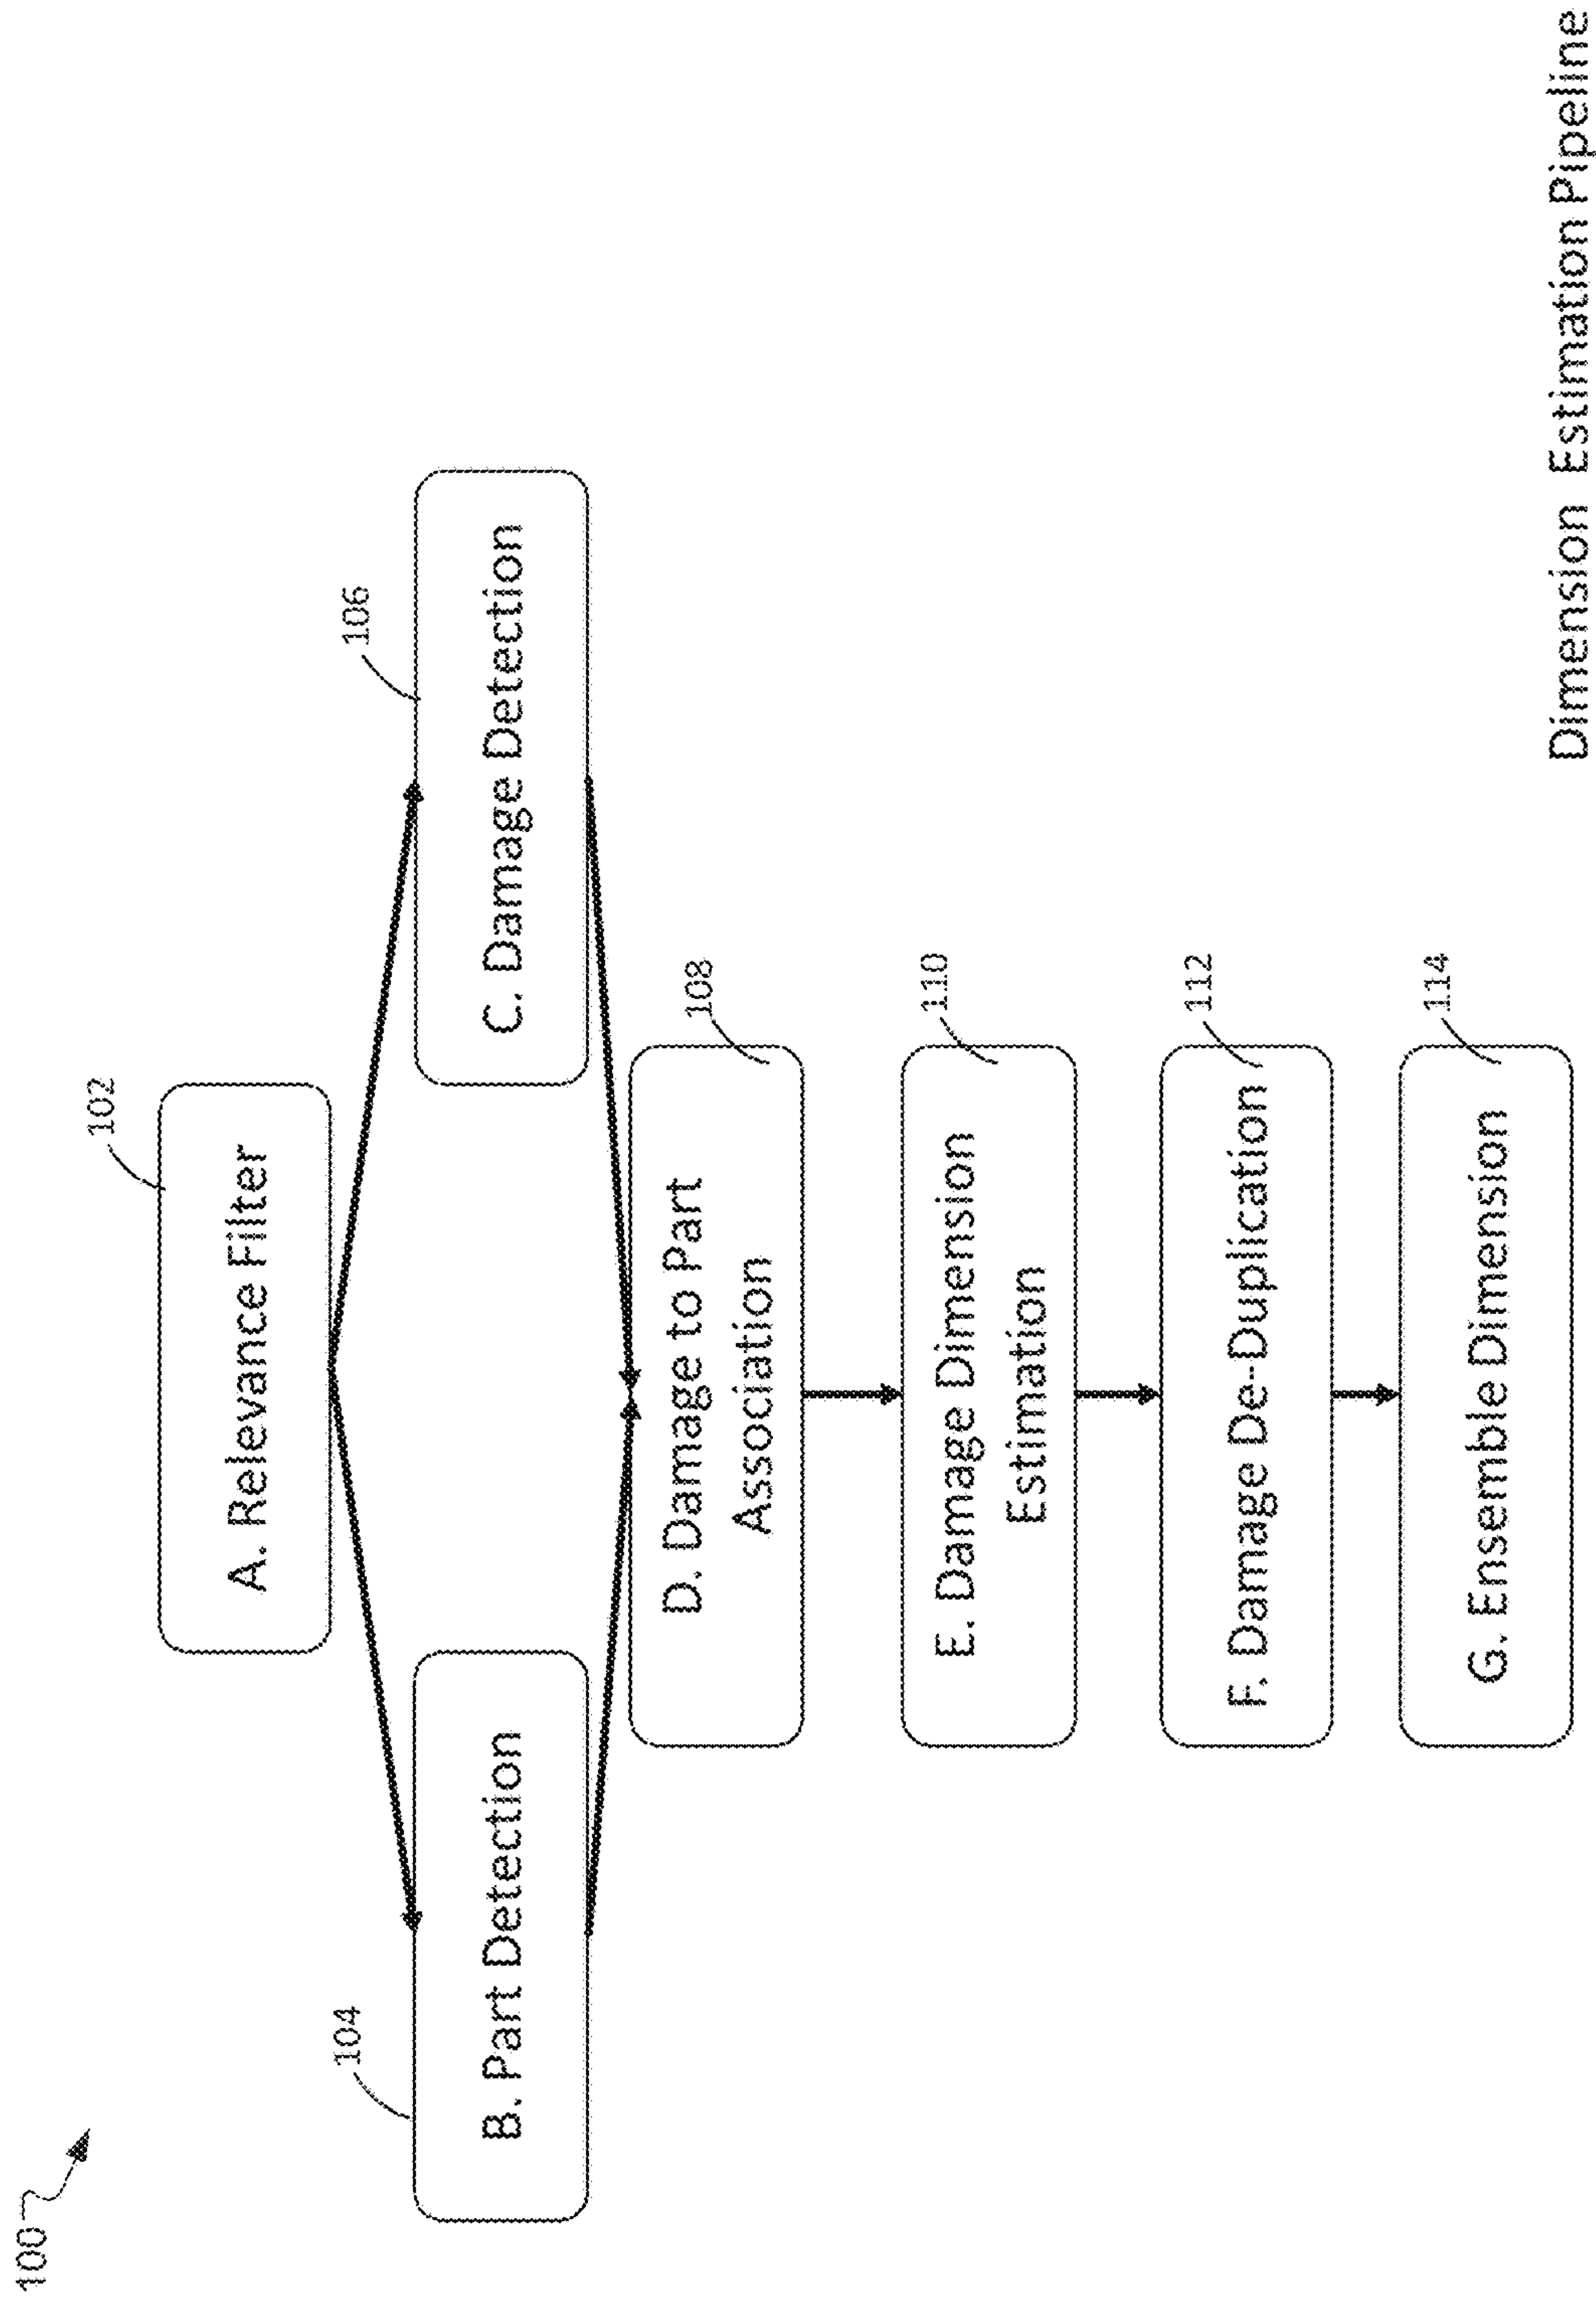 100
102
A. Relevance Filter
104
106
B. Part Detection
C. Damage Detection
108
D. Damage to Part
Association
110
E. Damage Dimension
Estimation
112
F. Damage De-Duplication
114
G. Ensemble Dimension
Dimension Estimation Pipeline